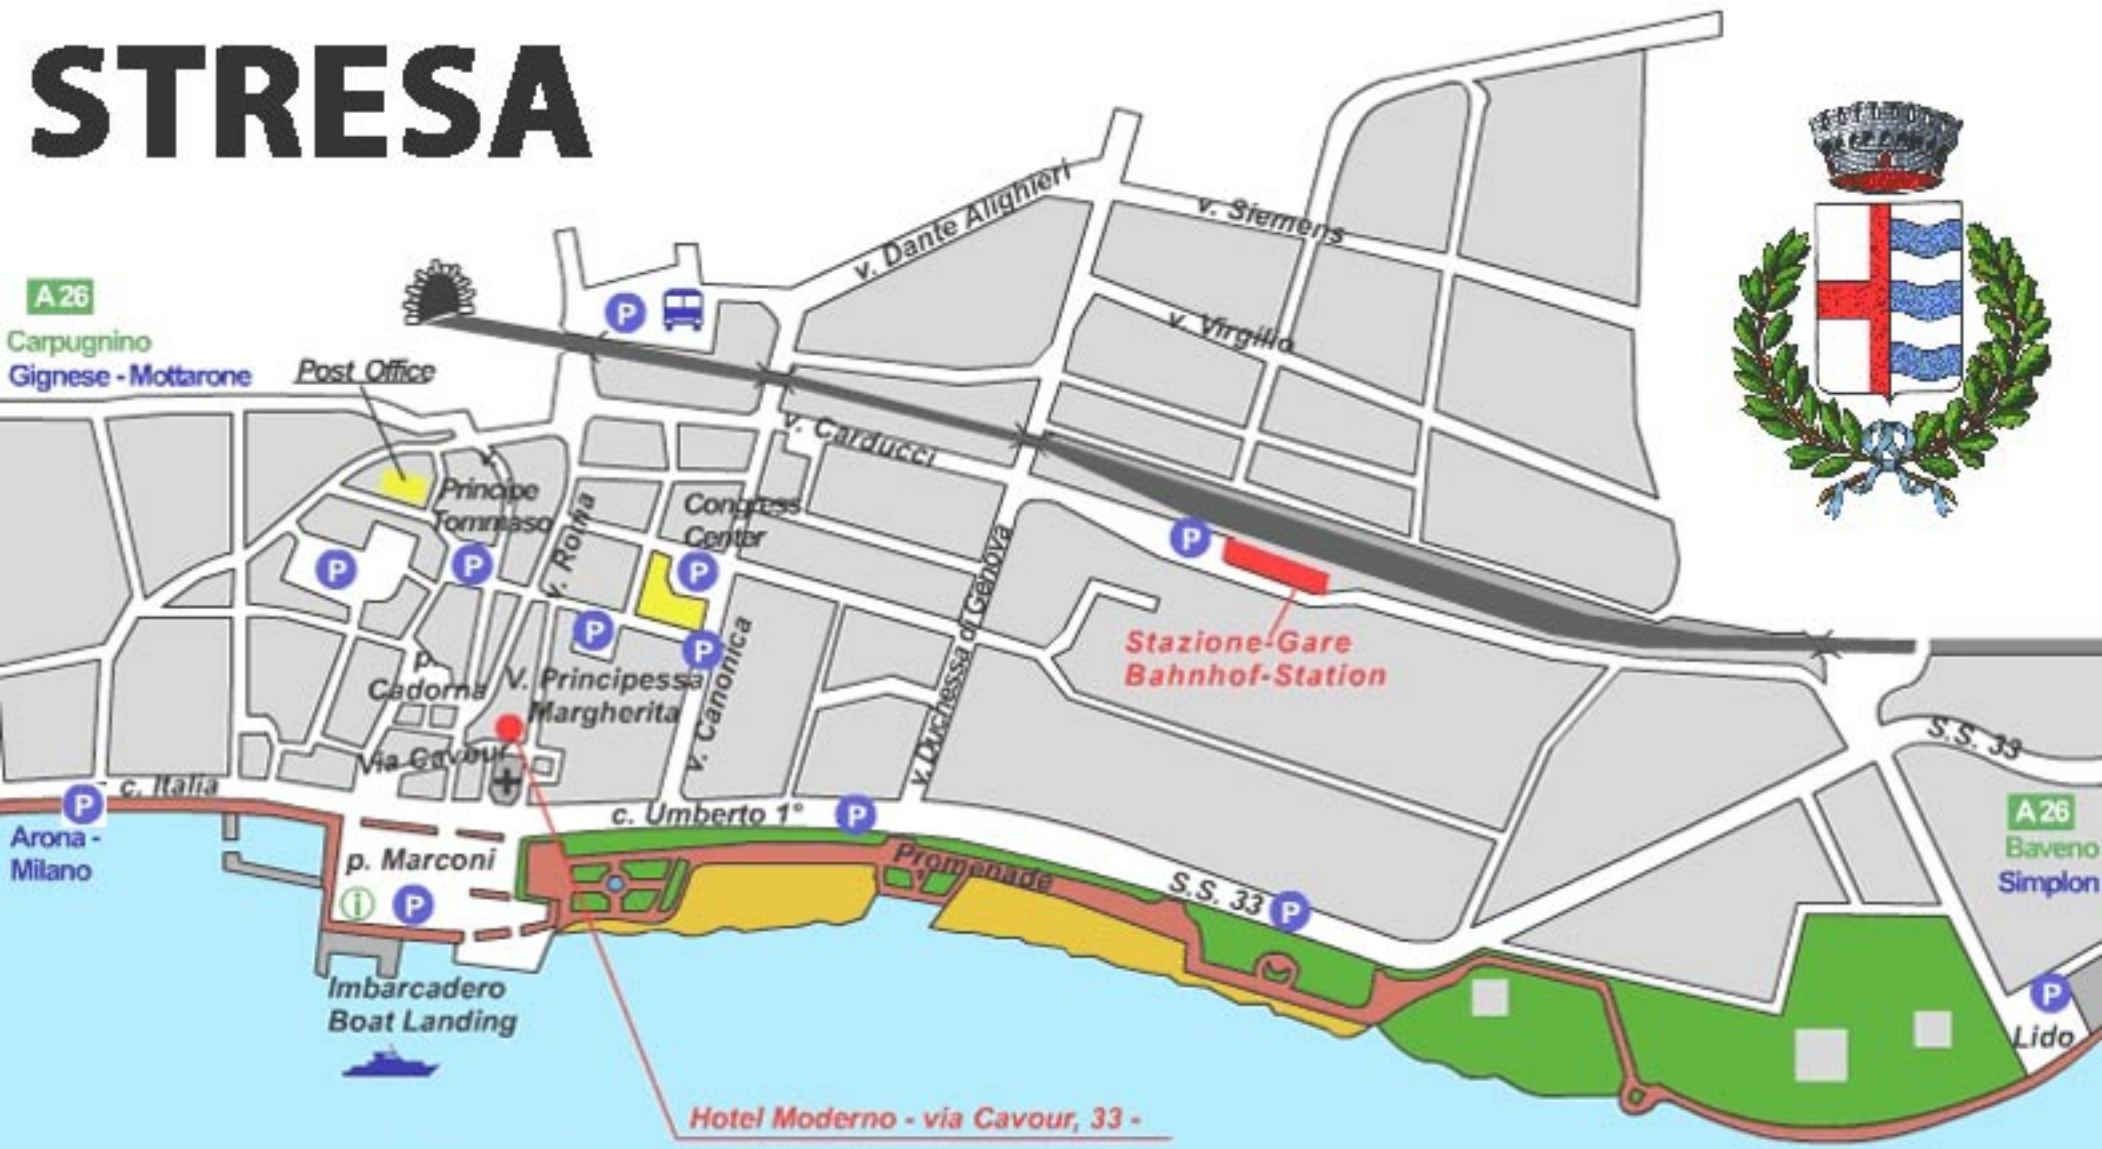 STRESA
A 26
Carpugnino
Gignese - Mottarone
Post Office
v. Dante Alighieri
v. Siemens
v. Virgilio
P
v. Carducci
Principe
Tommaso
v. Roma
Congress
Center
P
P
P
P
P
P
v. Duchessa di Genova
Stazione-Gare
Bahnhof-Station
p.
Cadorna
V. Principessa
Margherita
v. Canonica
Via Cavour
S.S. 33
c. Italia
P
c. Umberto 1°
P
Arona -
Milano
p. Marconi
i
P
Promenade
S.S. 33
P
A 26
Baveno
Simplon
P
Lido
Imbarcadero
Boat Landing
Hotel Moderno - via Cavour, 33 -